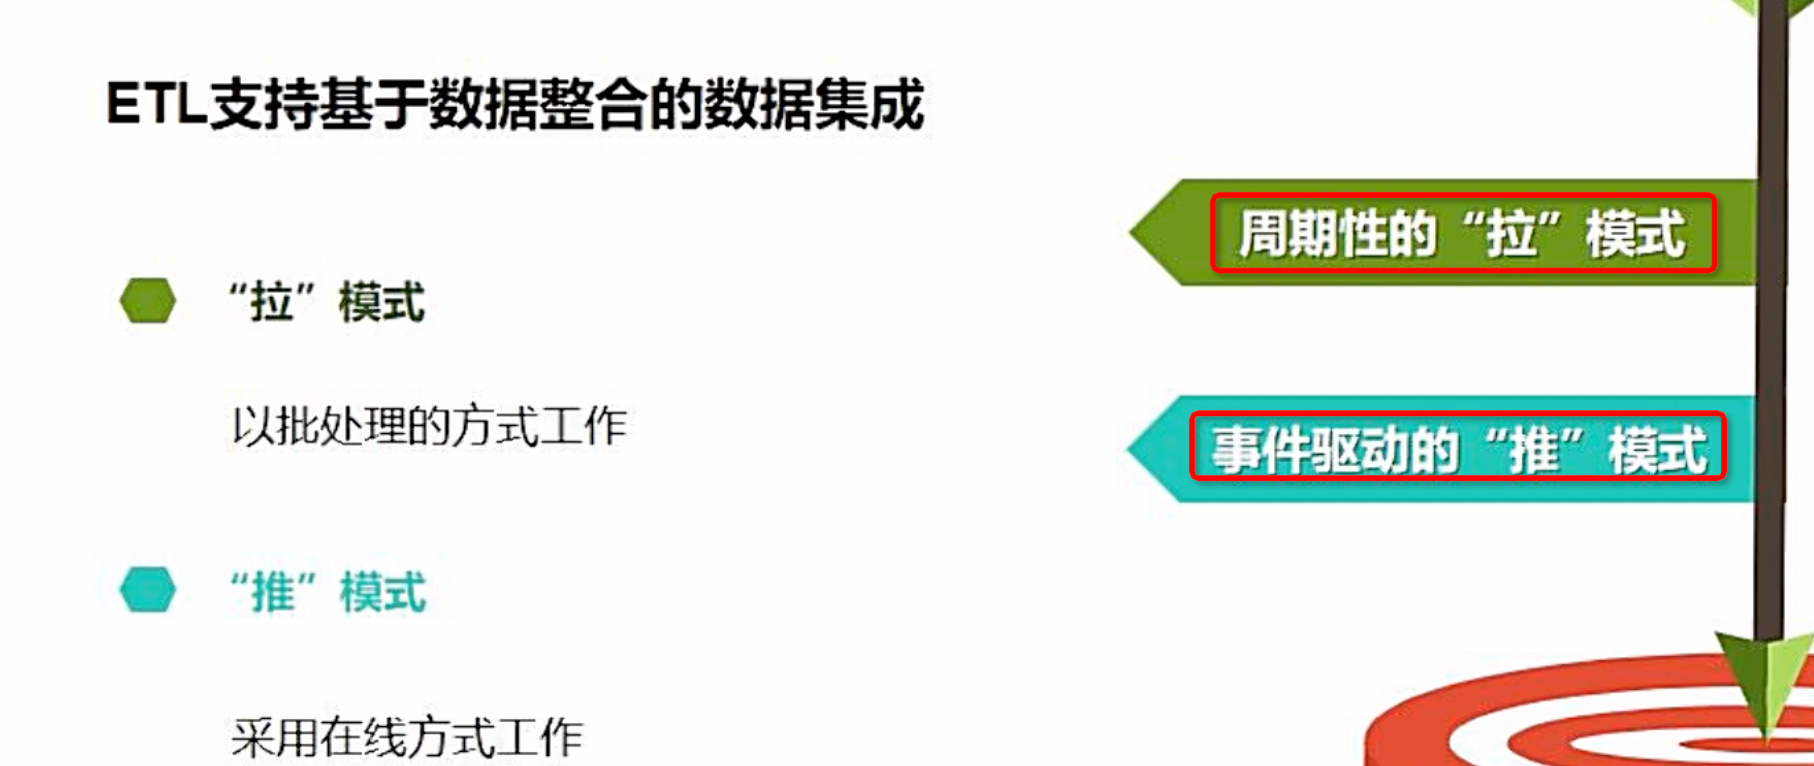 ETL支持基于数据整合的数据集成
周期性的“拉”模式
“拉”模式
以批处理的方式工作
事件驱动的“推”模式
“推”模式
采用在线方式工作